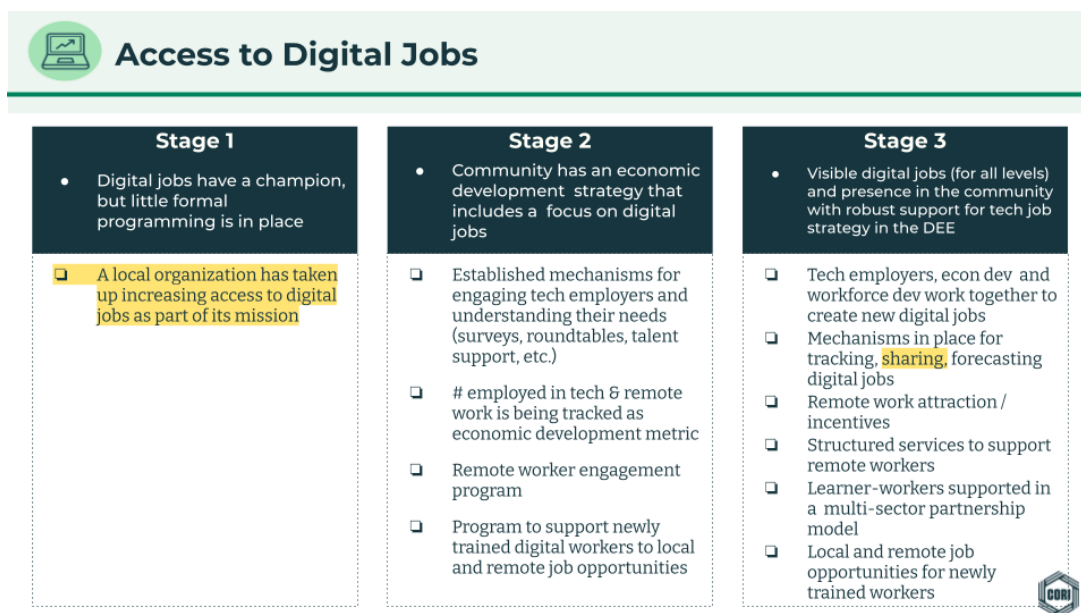 Access to Digital Jobs
Stage 1
● Digital jobs have a champion,
but little formal
programming is in place
❏ A local organization has taken
up increasing access to digital
jobs as part of its mission
Stage 2
● Community has an economic
development strategy that
includes a focus on digital
jobs
❏ Established mechanisms for
engaging tech employers and
understanding their needs
(surveys, roundtables, talent
support, etc.)
❏ # employed in tech & remote
work is being tracked as
economic development metric
❏ Remote worker engagement
program
❏ Program to support newly
trained digital workers to local
and remote job opportunities
Stage 3
● Visible digital jobs (for all levels)
and presence in the community
with robust support for tech job
strategy in the DEE
❏ Tech employers, econ dev and
workforce dev work together to
create new digital jobs
❏ Mechanisms in place for
tracking, sharing, forecasting
digital jobs
❏ Remote work attraction /
incentives
❏ Structured services to support
remote workers
❏ Learner-workers supported in
a multi-sector partnership
model
❏ Local and remote job
opportunities for newly
trained workers
CORI